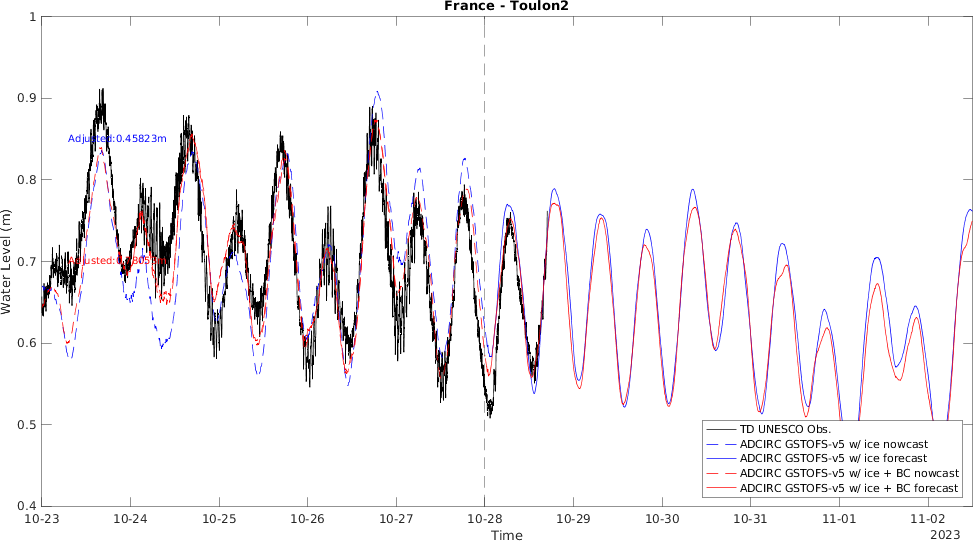 France - Toulon2
Water Level (m)
1
0.9
0.8
0.7
0.6
0.5
0.4
Adjusted:0.45823m
10-23
10-24
10-25
10-26
10-27
10-28
10-29
10-30
10-31
11-01
11-02
Time
2023
TD UNESCO Obs.
ADCIRC GSTOFS-v5 w/ ice nowcast
ADCIRC GSTOFS-v5 w/ ice forecast
ADCIRC GSTOFS-v5 w/ ice + BC nowcast
ADCIRC GSTOFS-v5 w/ ice + BC forecast